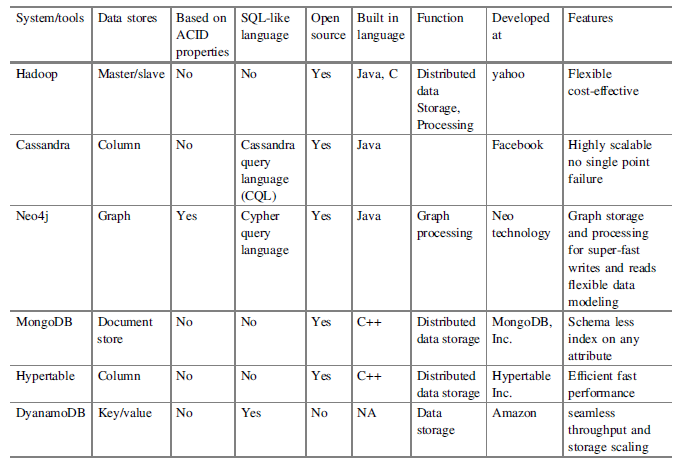 System/tools Data stores Based on SQL-like Open Built in Function Developed Features
ACID language source language at
properties
Hadoop Master/slave No No Yes Java, C Distributed yahoo Flexible
data cost-effective
Storage,
Processing
Cassandra Column No Cassandra Yes Java Facebook Highly scalable
query no single point
language failure
(CQL)
Neo4j Graph Yes Cypher Yes Java Graph Neo Graph storage
query processing technology and processing
language for super-fast
writes and reads
flexible data
modeling
MongoDB Document No No Yes C++ Distributed MongoDB, Schema less
store data storage Inc. index on any
attribute
Hypertable Column No No Yes C++ Distributed Hypertable Efficient fast
data storage Inc. performance
DyanamoDB Key/value No Yes No NA Data Amazon seamless
storage throughput and
storage scaling